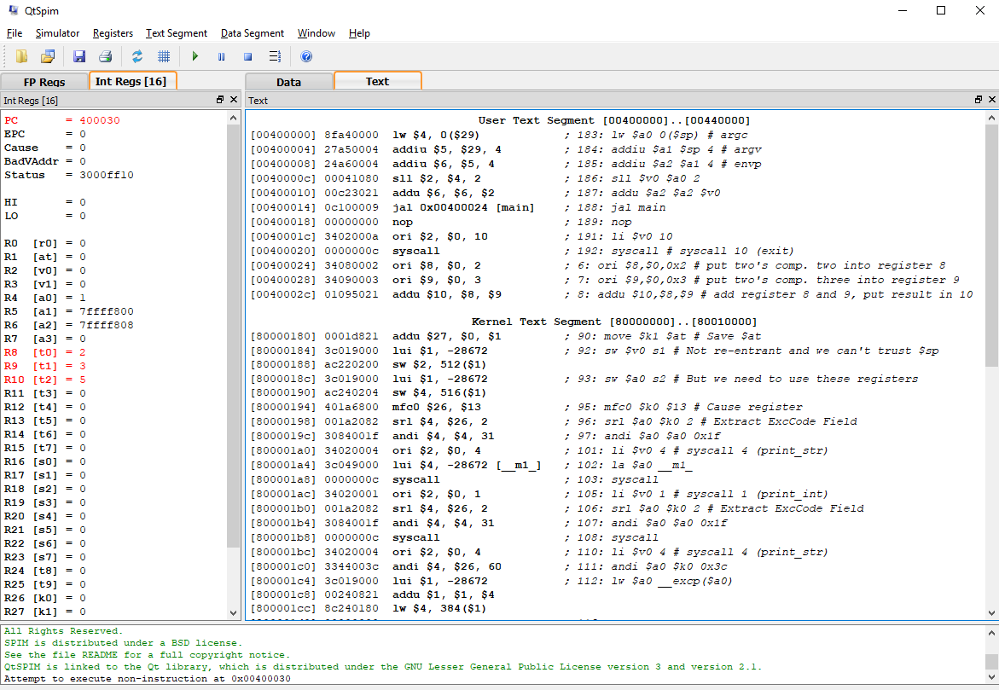 QtSpim
File Simulator Registers Text Segment Data Segment Window Help
FP Regs Int Regs [16] Data Text
Int Regs [16]
PC = 400030
EPC = 0
Cause = 0
BadVAddr = 0
Status = 3000ff10
HI = 0
LO = 0
R0 [r0] = 0
R1 [at] = 0
R2 [v0] = 0
R3 [v1] = 0
R4 [a0] = 1
R5 [a1] = 7ffff800
R6 [a2] = 7ffff808
R7 [a3] = 0
R8 [t0] = 2
R9 [t1] = 3
R10 [t2] = 5
R11 [t3] = 0
R12 [t4] = 0
R13 [t5] = 0
R14 [t6] = 0
R15 [t7] = 0
R16 [s0] = 0
R17 [s1] = 0
R18 [s2] = 0
R19 [s3] = 0
R20 [s4] = 0
R21 [s5] = 0
R22 [s6] = 0
R23 [s7] = 0
R24 [t8] = 0
R25 [t9] = 0
R26 [k0] = 0
R27 [k1] = 0
Text
User Text Segment [00400000]..[00440000]
[00400000] 8fa40000 lw $4, 0($29) ; 183: lw $a0 0($sp) # argc
[00400004] 27a50004 addiu $5, $29, 4 ; 184: addiu $a1 $sp 4 # argv
[00400008] 24a60004 addiu $6, $5, 4 ; 185: addiu $a2 $a1 4 # envp
[0040000c] 00041080 sll $2, $4, 2 ; 186: sll $v0 $a0 2
[00400010] 00c23021 addu $6, $6, $2 ; 187: addu $a2 $a2 $v0
[00400014] 0c100009 jal 0x00400024 [main] ; 188: jal main
[00400018] 00000000 nop ; 189: nop
[0040001c] 3402000a ori $2, $0, 10 ; 191: li $v0 10
[00400020] 0000000c syscall ; 192: syscall # syscall 10 (exit)
[00400024] 34080002 ori $8, $0, 2 ; 6: ori $8,$0,0x2 # put two's comp. two into register 8
[00400028] 34090003 ori $9, $0, 3 ; 7: ori $9,$0,0x3 # put two's comp. three into register 9
[0040002c] 01095021 addu $10, $8, $9 ; 8: addu $10,$8,$9 # add register 8 and 9, put result in 10
Kernel Text Segment [80000000]..[80010000]
[80000180] 0001d821 addu $27, $0, $1 ; 90: move $k1 $at # Save $at
[80000184] 3c019000 lui $1, -28672 ; 92: sw $v0 s1 # Not re-entrant and we can't trust $sp
[80000188] ac220200 sw $2, 512($1)
[8000018c] 3c019000 lui $1, -28672 ; 93: sw $a0 s2 # But we need to use these registers
[80000190] ac240204 sw $4, 516($1)
[80000194] 401a6800 mfc0 $26, $13 ; 95: mfc0 $k0 $13 # Cause register
[80000198] 001a2082 srl $4, $26, 2 ; 96: srl $a0 $k0 2 # Extract ExcCode Field
[8000019c] 3084001f andi $4, $4, 31 ; 97: andi $a0 $a0 0x1f
[800001a0] 34020004 ori $2, $0, 4 ; 101: li $v0 4 # syscall 4 (print_str)
[800001a4] 3c049000 lui $4, -28672 [__m1_] ; 102: la $a0 __m1_
[800001a8] 0000000c syscall ; 103: syscall
[800001ac] 34020001 ori $2, $0, 1 ; 105: li $v0 1 # syscall 1 (print_int)
[800001b0] 001a2082 srl $4, $26, 2 ; 106: srl $a0 $k0 2 # Extract ExcCode Field
[800001b4] 3084001f andi $4, $4, 31 ; 107: andi $a0 $a0 0x1f
[800001b8] 0000000c syscall ; 108: syscall
[800001bc] 34020004 ori $2, $0, 4 ; 110: li $v0 4 # syscall 4 (print_str)
[800001c0] 3344003c andi $4, $26, 60 ; 111: andi $a0 $k0 0x3c
[800001c4] 3c019000 lui $1, -28672 ; 112: lw $a0 __excp($a0)
[800001c8] 00240821 addu $1, $1, $4
[800001cc] 8c240180 lw $4, 384($1)
All Rights Reserved.
SPIM is distributed under a BSD license.
See the file README for a full copyright notice.
QtSPIM is linked to the Qt library, which is distributed under the GNU Lesser General Public License version 3 and version 2.1.
Attempt to execute non-instruction at 0x00400030